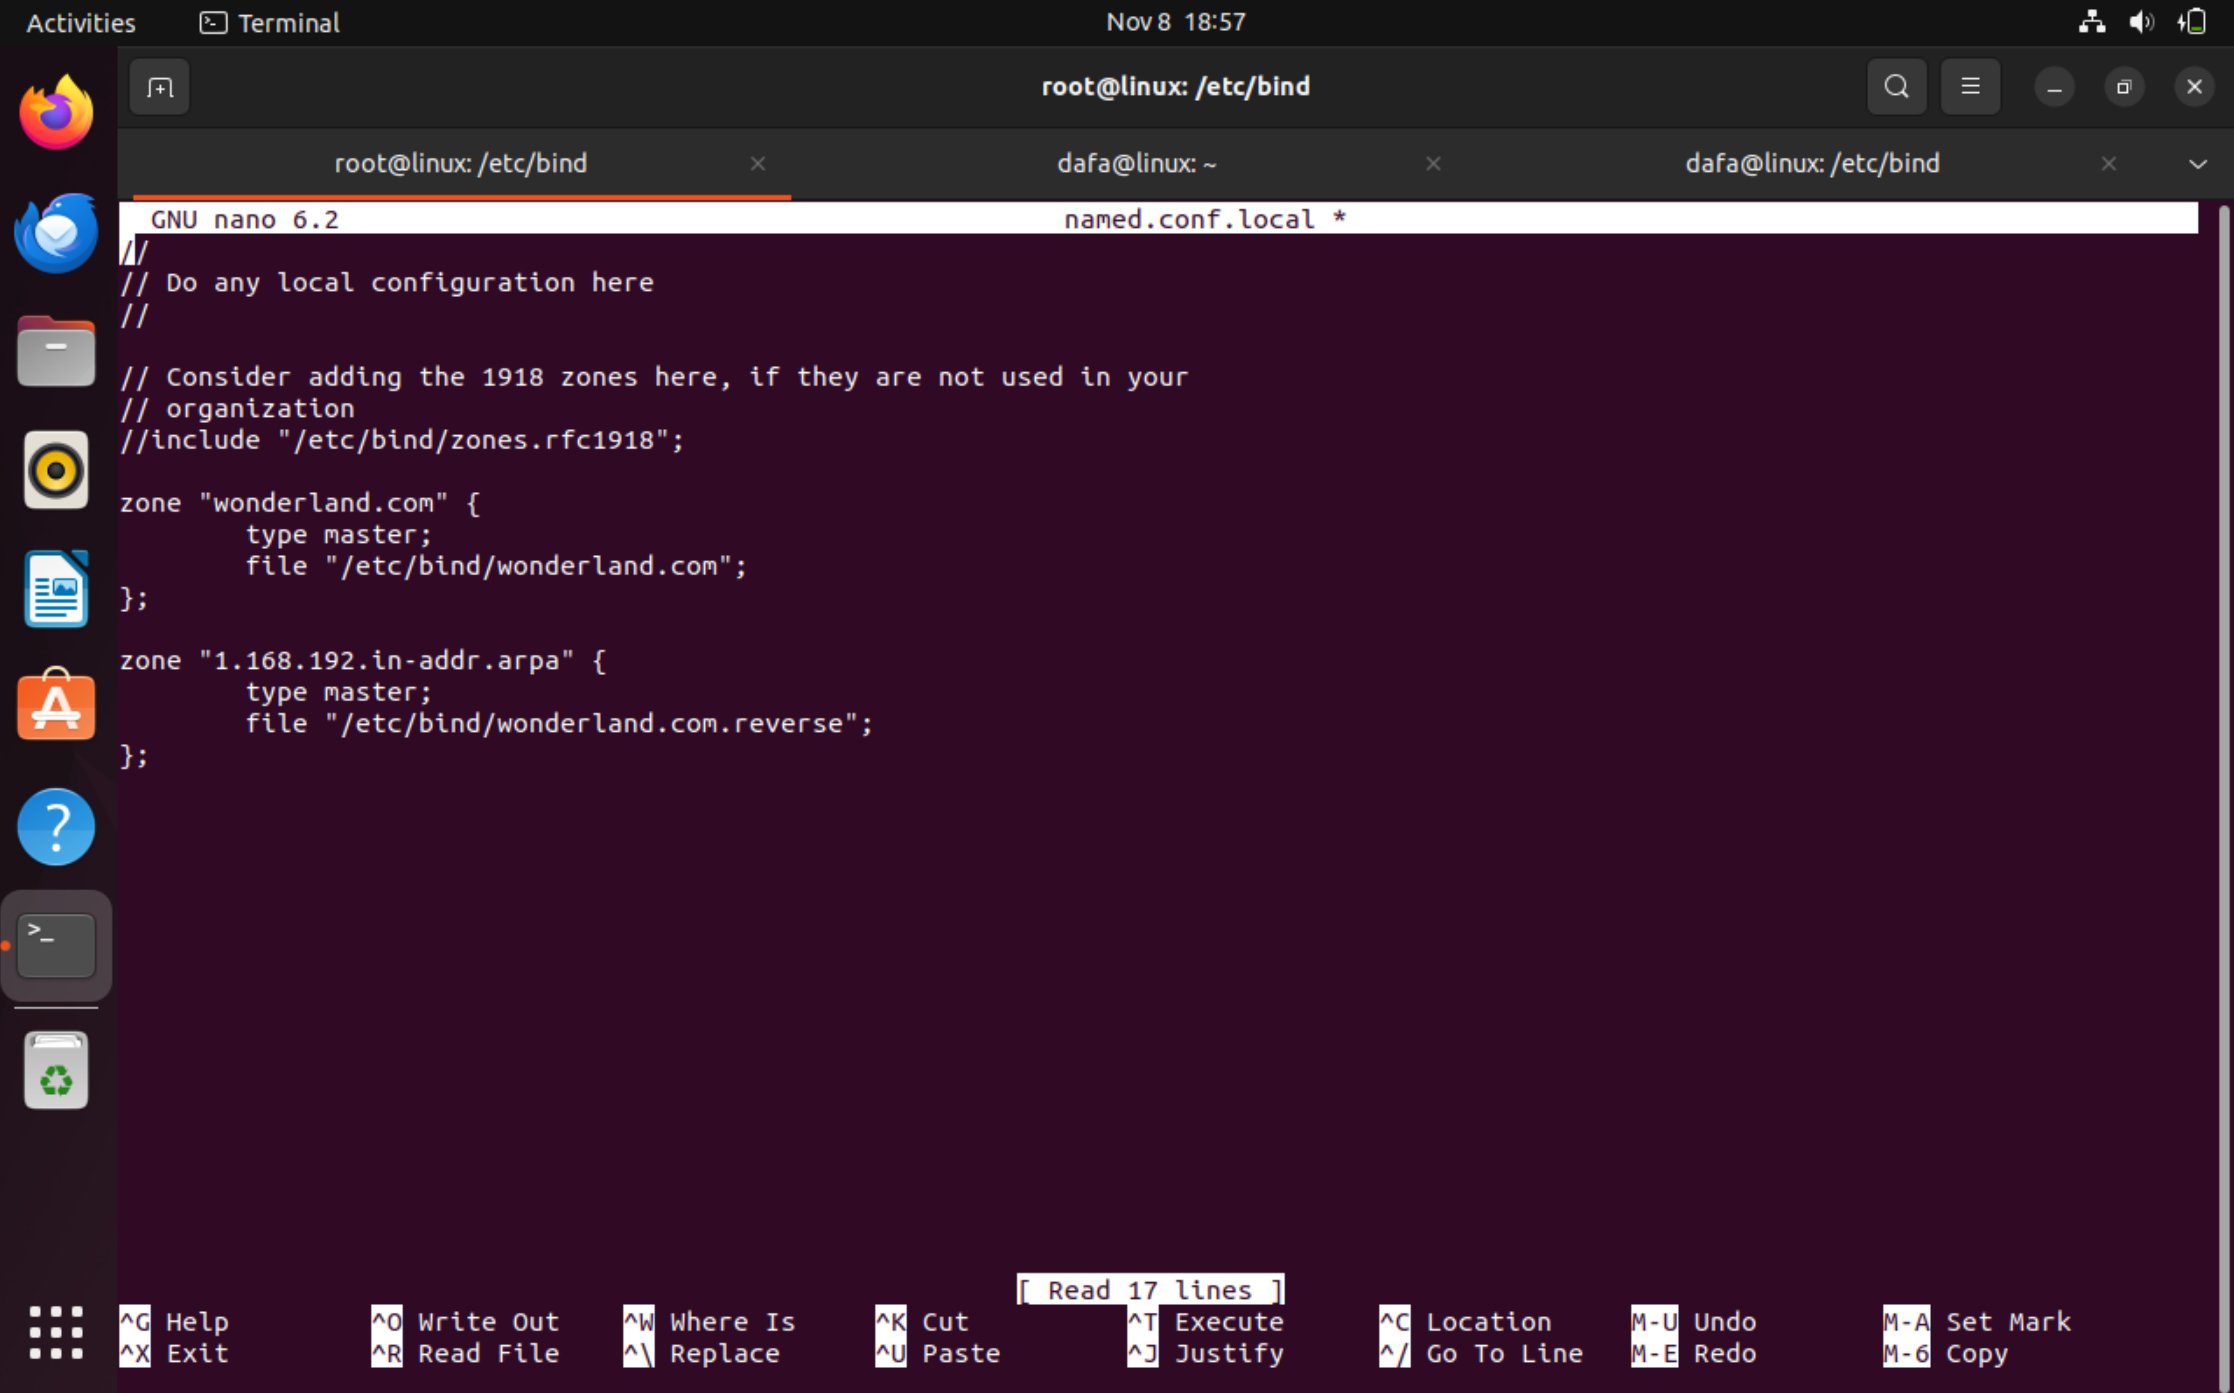 Activities Terminal Nov 8 18:57
root@linux: /etc/bind
root@linux: /etc/bind × dafa@linux: ~ × dafa@linux: /etc/bind ×
GNU nano 6.2 named.conf.local *
//
// Do any local configuration here
//
// Consider adding the 1918 zones here, if they are not used in your
// organization
//include "/etc/bind/zones.rfc1918";
zone "wonderland.com" {
type master;
file "/etc/bind/wonderland.com";
};
zone "1.168.192.in-addr.arpa" {
type master;
file "/etc/bind/wonderland.com.reverse";
};
[ Read 17 lines ]
^G Help ^O Write Out ^W Where Is ^K Cut ^T Execute ^C Location M-U Undo M-A Set Mark
^X Exit ^R Read File ^\ Replace ^U Paste ^J Justify ^/ Go To Line M-E Redo M-6 Copy